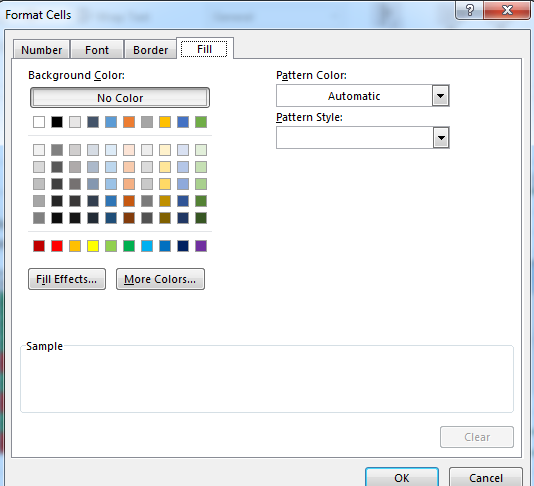 Format Cells
Number Font Border Fill
Background Color:
No Color
Pattern Color:
Automatic
Pattern Style:
Fill Effects... More Colors...
Sample
Clear
OK Cancel